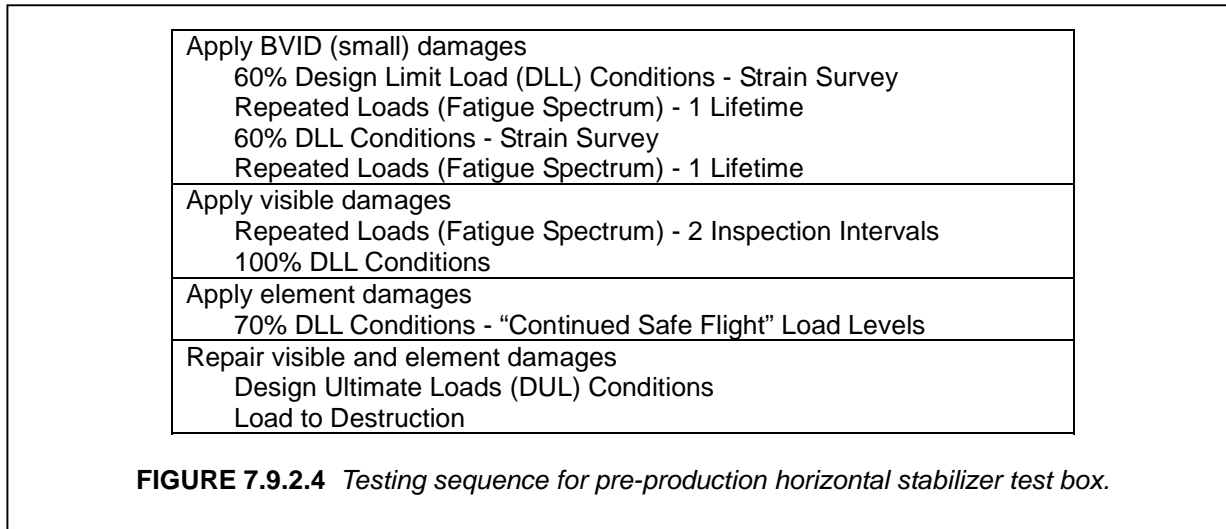 Apply BVID (small) damages
60% Design Limit Load (DLL) Conditions - Strain Survey
Repeated Loads (Fatigue Spectrum) - 1 Lifetime
60% DLL Conditions - Strain Survey
Repeated Loads (Fatigue Spectrum) - 1 Lifetime
Apply visible damages
Repeated Loads (Fatigue Spectrum) - 2 Inspection Intervals
100% DLL Conditions
Apply element damages
70% DLL Conditions - “Continued Safe Flight” Load Levels
Repair visible and element damages
Design Ultimate Loads (DUL) Conditions
Load to Destruction
FIGURE 7.9.2.4 Testing sequence for pre-production horizontal stabilizer test box.